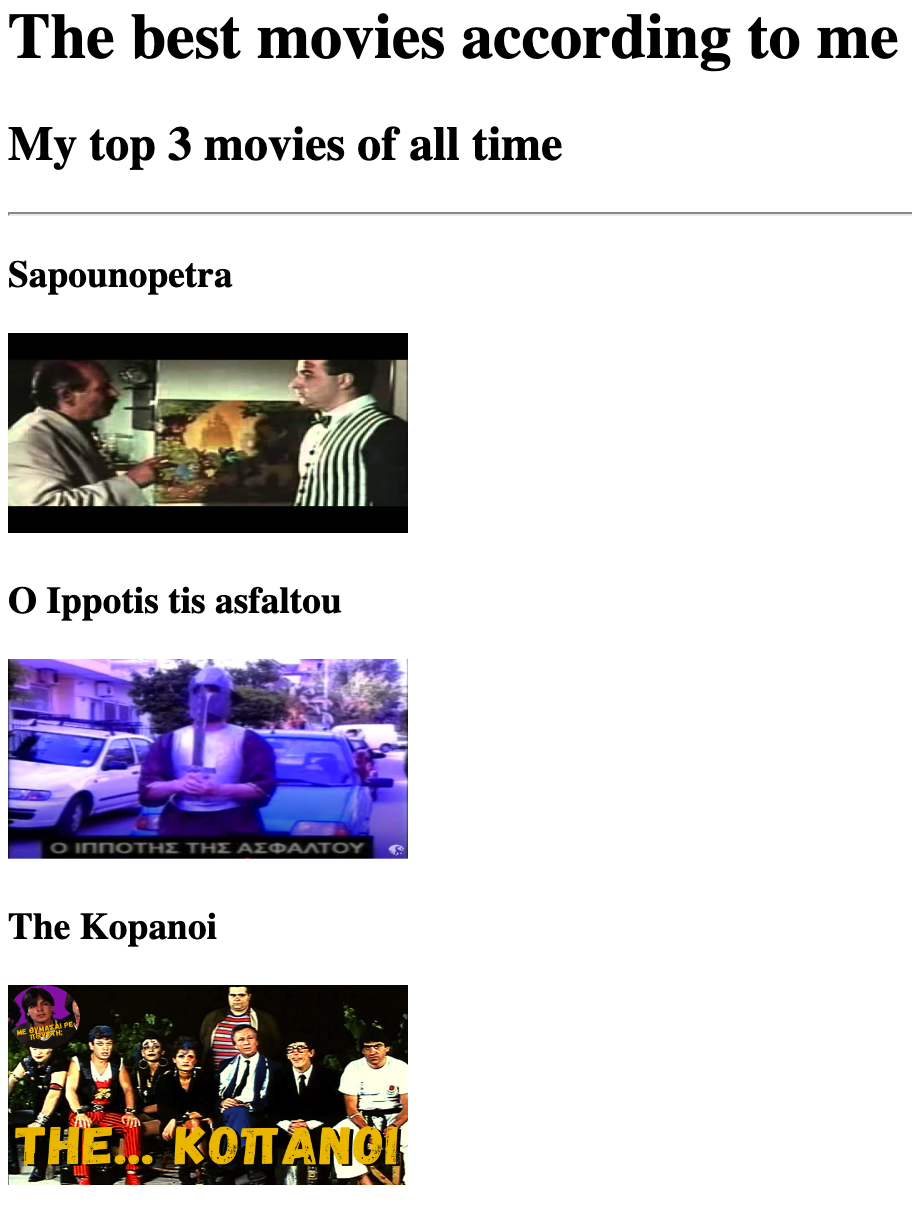 The best movies according to me
My top 3 movies of all time
Sapounopetra
O Ippotis tis asfaltou
Ο ΙΠΠΟΤΗΣ ΤΗΣ ΑΣΦΑΛΤΟΥ
The Kopanoi
ΜΕ ΘΥΜΑΣΑΙ ΡΕ
THE... ΚΟΠΑΝΟΙ